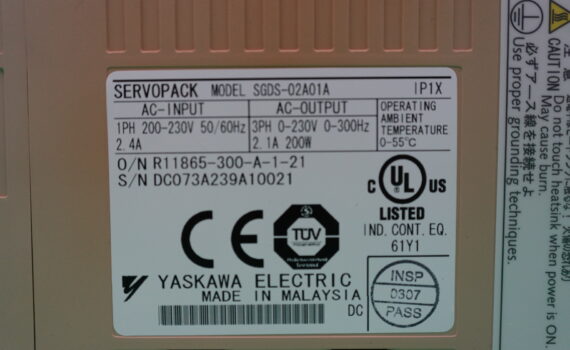 SERVOPACK MODEL SGDS-02A01A IP1X
AC-INPUT
1PH 200-230V 50/60Hz
2.4A
AC-OUTPUT
3PH 0-230V 0-300Hz
2.1A 200W
OPERATING
AMBIENT
TEMPERATURE
0-55°C
O/N R11865-300-A-1-21
S/N DC073A239A10021
C UL US
LISTED
IND. CONT. EQ.
61Y1
CE
TÜV
YASKAWA ELECTRIC
MADE IN MALAYSIA
DC
INSP
0307
PASS
注意
CAUTION Do not touch heatsink when power is ON.
May cause burn.
必ずアース線を接続せよ
Use proper grounding techniques.